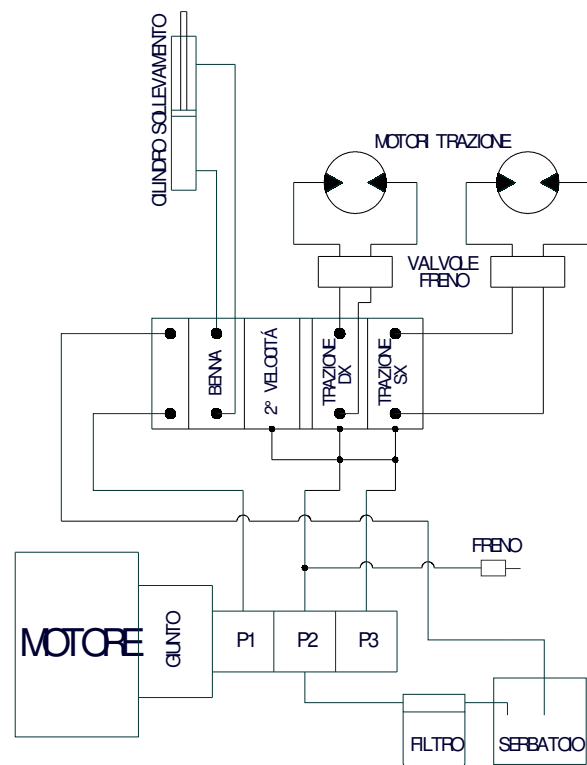 CILINDRO SOLLEVAMENTO
MOTORI TRAZIONE
VALVOLE
FRENO
BENNA
2° VELOCITÁ
TRAZIONE
DX
TRAZIONE
SX
FRENO
MOTORE
GIUNTO
P1
P2
P3
FILTRO
SERBATOIO